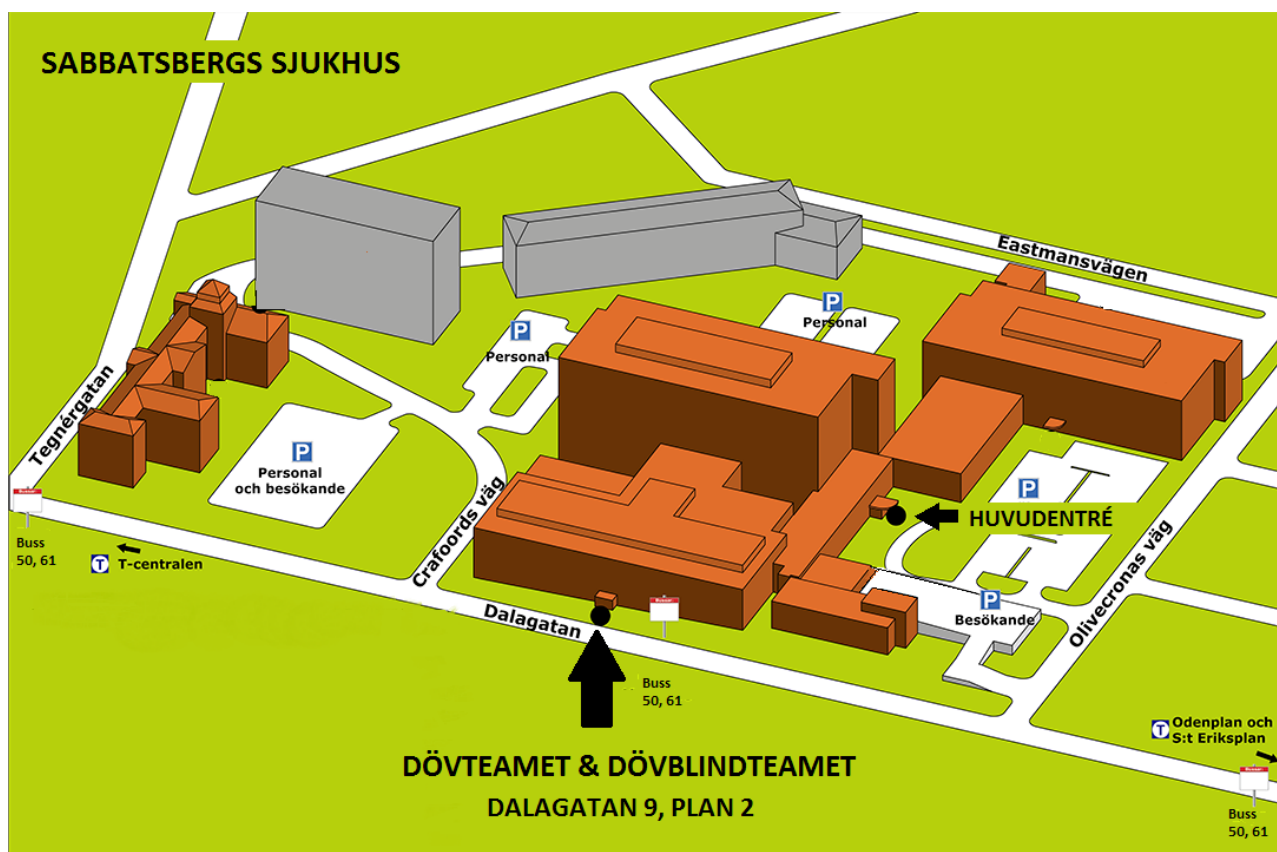 SABBATSBERGS SJUKHUS
Eastmansvägen
P
Personal
P
Personal
Tegnérgatan
P
Personal
och besökande
Crafoords väg
P
HUVUDENTRÉ
Olivecronas väg
Buss
50, 61
T
T-centralen
P
Besökande
Dalagatan
Buss
50, 61
T
Odenplan och
S:t Eriksplan
DÖVTEAMET & DÖVBLINDTEAMET
DALAGATAN 9, PLAN 2
Buss
50, 61